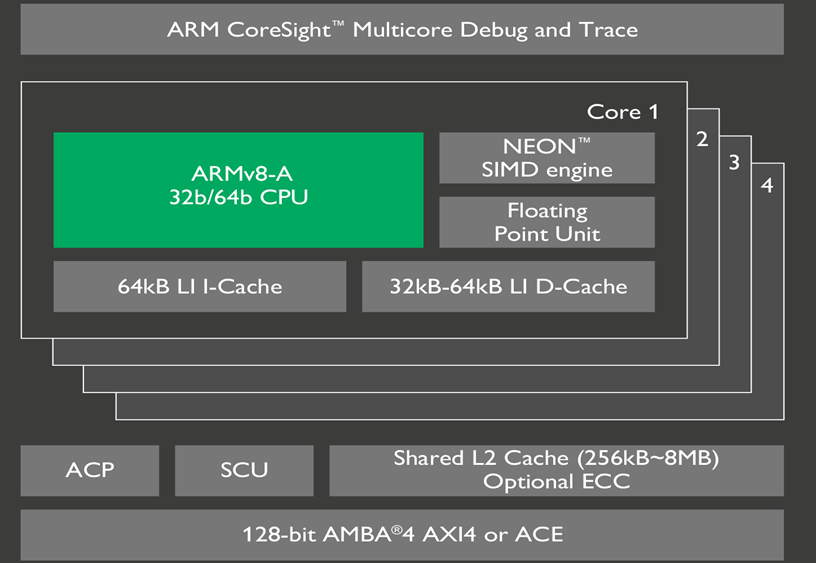 ARM CoreSight™ Multicore Debug and Trace
Core 1
2
3
4
ARMv8-A
32b/64b CPU
NEON™
SIMD engine
Floating
Point Unit
64kB LI I-Cache
32kB-64kB LI D-Cache
ACP
SCU
Shared L2 Cache (256kB~8MB)
Optional ECC
128-bit AMBA®4 AXI4 or ACE